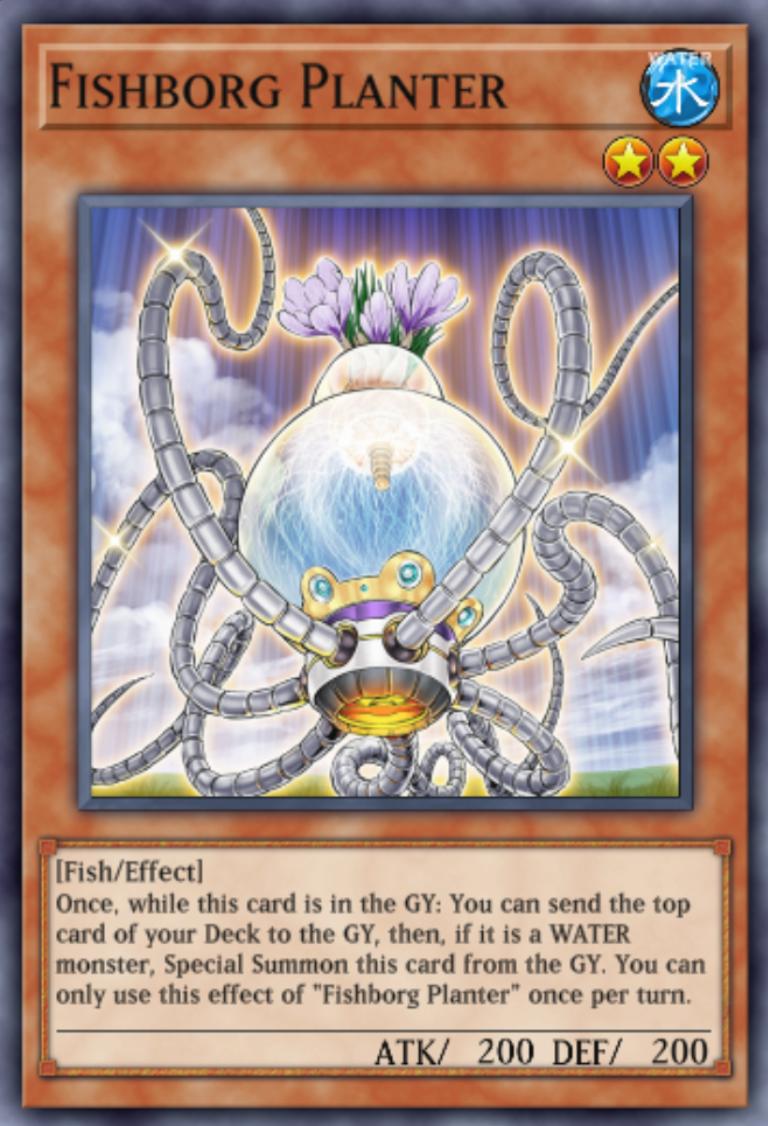 Fishborg Planter
WATER
水
[Fish/Effect]
Once, while this card is in the GY: You can send the top
card of your Deck to the GY, then, if it is a WATER
monster, Special Summon this card from the GY. You can
only use this effect of "Fishborg Planter" once per turn.
ATK/ 200 DEF/ 200